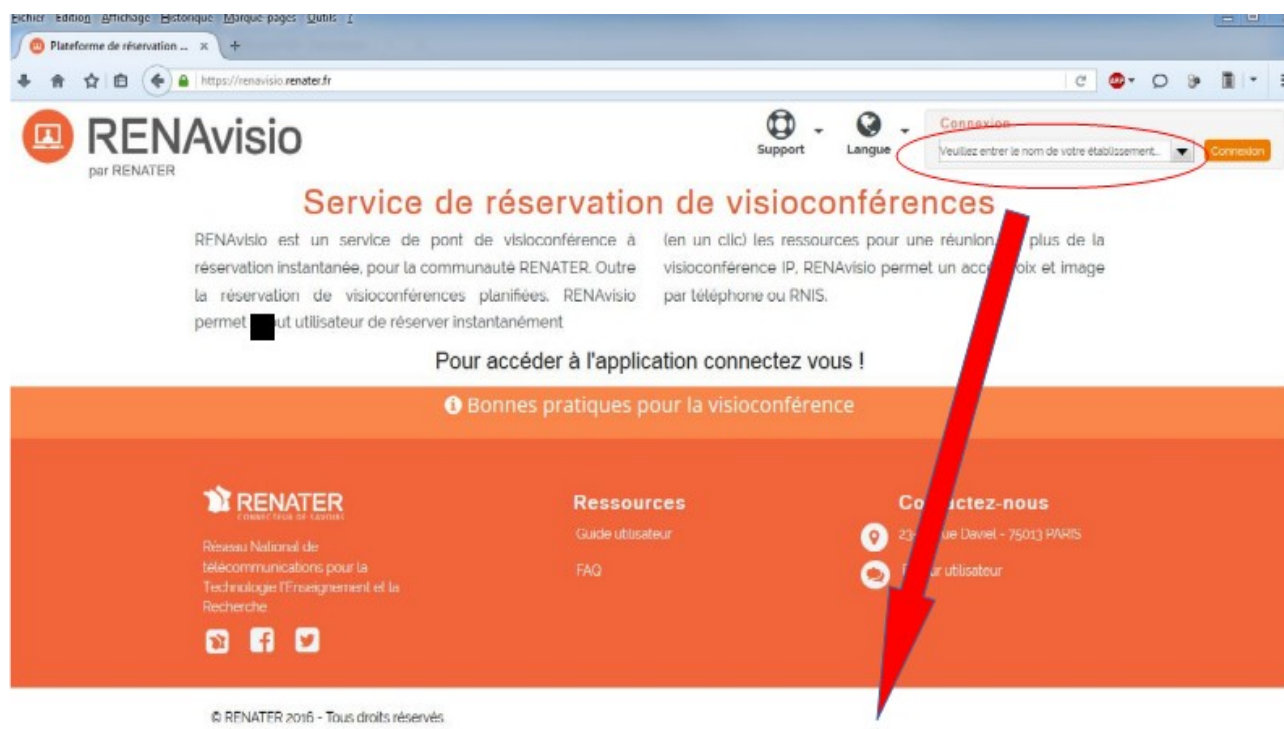 Fichier Edition Affichage Historique Marque-pages Outils ?
Plateforme de réservation ... x +
https://renavisio.renater.fr
RENAvisio
par RENATER
Support
Langue
Connexion
Veuillez entrer le nom de votre établissement...
Connexion
Service de réservation de visioconférences
RENAvisio est un service de pont de visioconférence à
réservation instantanée, pour la communauté RENATER. Outre
la réservation de visioconférences planifiées, RENAvisio
permet ut utilisateur de réserver instantanément
(en un clic) les ressources pour une réunion. plus de la
visioconférence IP, RENAvisio permet un accè oix et image
par téléphone ou RNIS.
Pour accéder à l'application connectez vous !
Bonnes pratiques pour la visioconférence
RENATER
CONNECTEUR DE SAVOIRS
Réseau National de
télécommunications pour la
Technologie l'Enseignement et la
Recherche
Ressources
Guide utilisateur
FAQ
Co actez-nous
23- ue Daviel - 75013 PARIS
r utilisateur
© RENATER 2016 - Tous droits réservés.